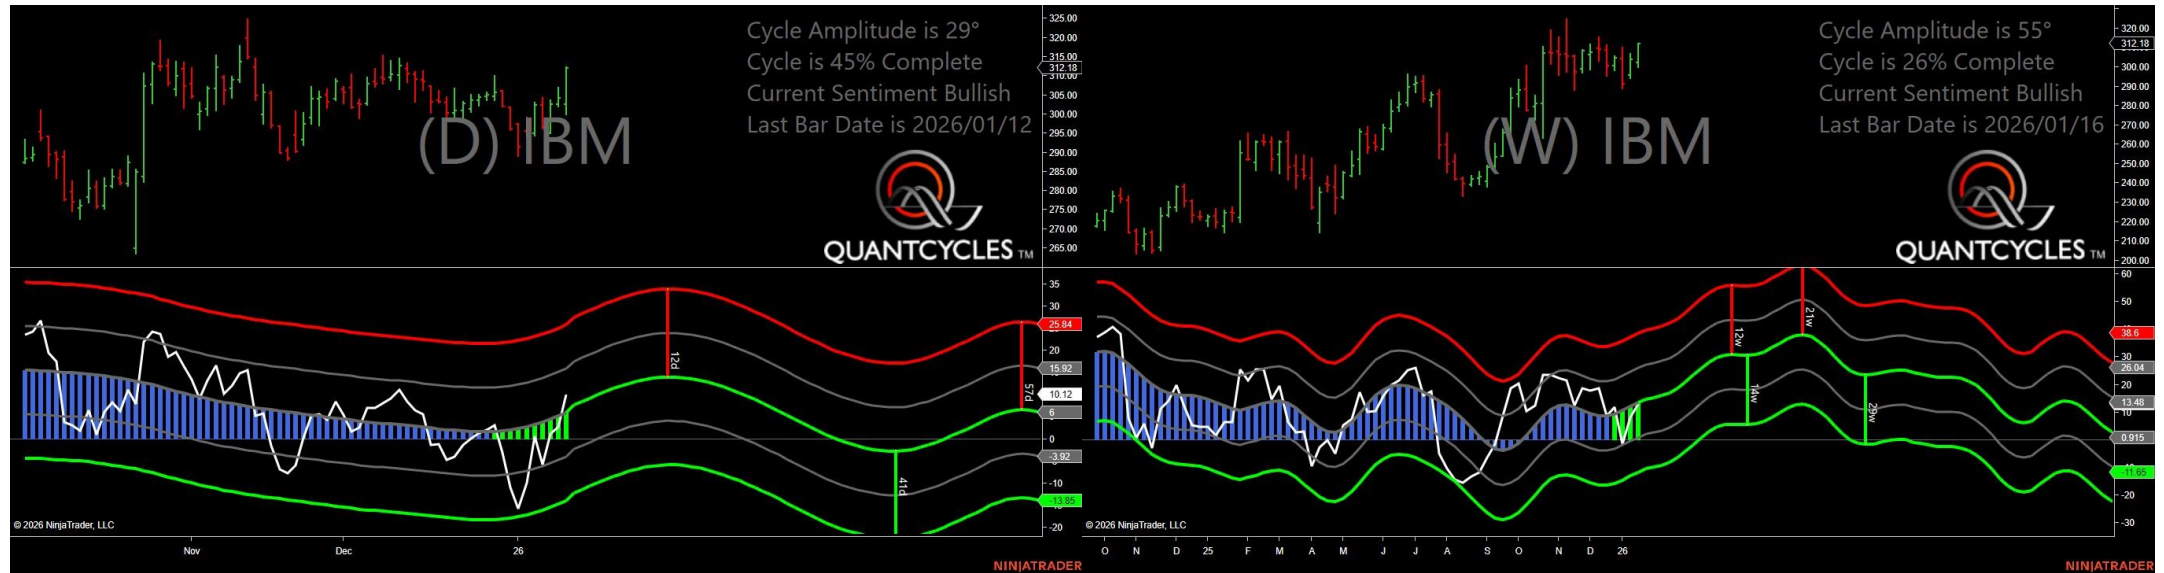 Cycle Amplitude is 29°
Cycle is 45% Complete
Current Sentiment Bullish
Last Bar Date is 2026/01/12
(D) IBM
QUANTCYCLES TM
325.00
320.00
315.00
312.18
310.00
305.00
300.00
295.00
290.00
285.00
280.00
275.00
270.00
265.00
35
30
25.84
20
15.92
10.12
6
0
-3.92
-10
-13.85
-20
12d
41d
57d
© 2026 NinjaTrader, LLC
Nov Dec 26
NINJATRADER
Cycle Amplitude is 55°
Cycle is 26% Complete
Current Sentiment Bullish
Last Bar Date is 2026/01/16
(W) IBM
QUANTCYCLES TM
320.00
312.18
300.00
290.00
280.00
270.00
260.00
250.00
240.00
230.00
220.00
210.00
200.00
60
50
38.6
30
26.04
20
13.48
10
0.915
-11.65
-20
-30
12w
14w
21w
29w
© 2026 NinjaTrader, LLC
O N D 25 F M A M J J A S O N D 26
NINJATRADER